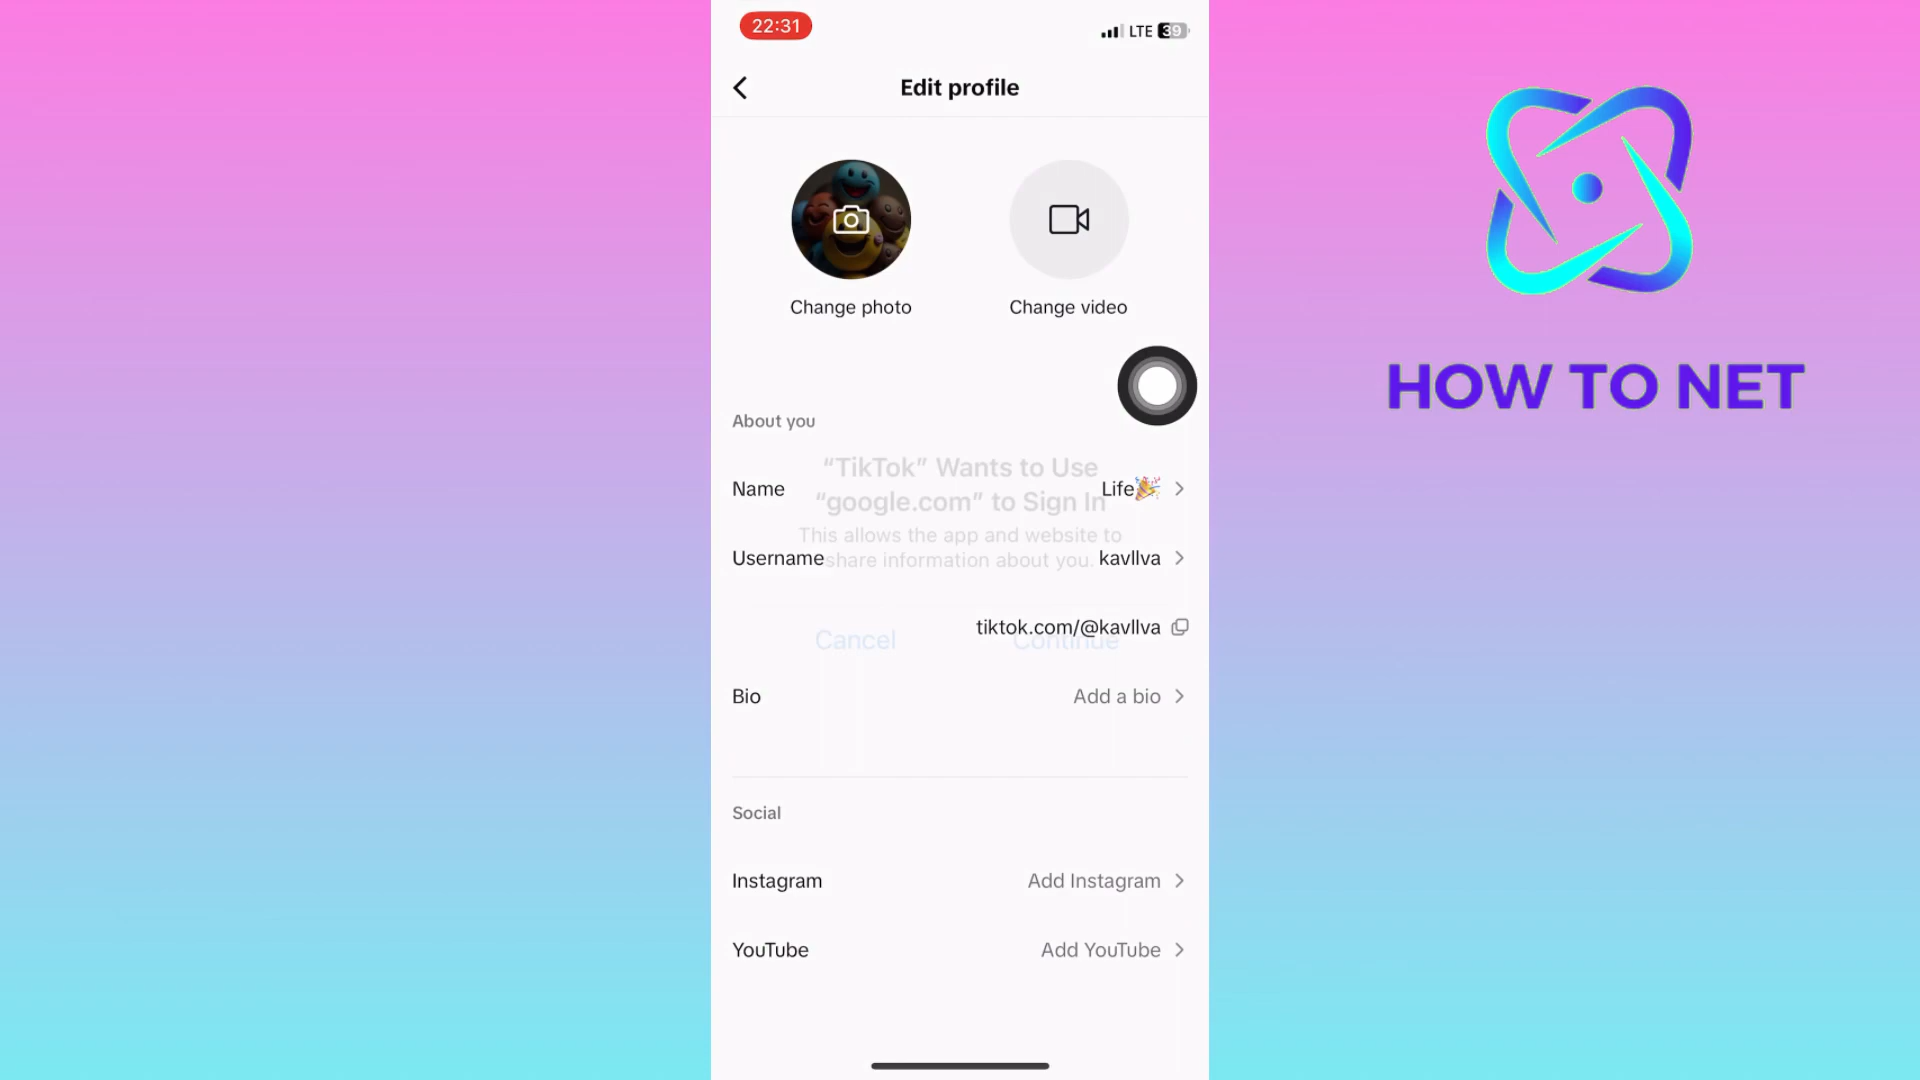 22:31
LTE 39
Edit profile
Change photo
Change video
HOW TO NET
About you
“TikTok” Wants to Use
“google.com” to Sign In
Name
Life🎉
This allows the app and website to
share information about you.
Username
kavllva
tiktok.com/@kavllva
Cancel
Continue
Bio
Add a bio
Social
Instagram
Add Instagram
YouTube
Add YouTube